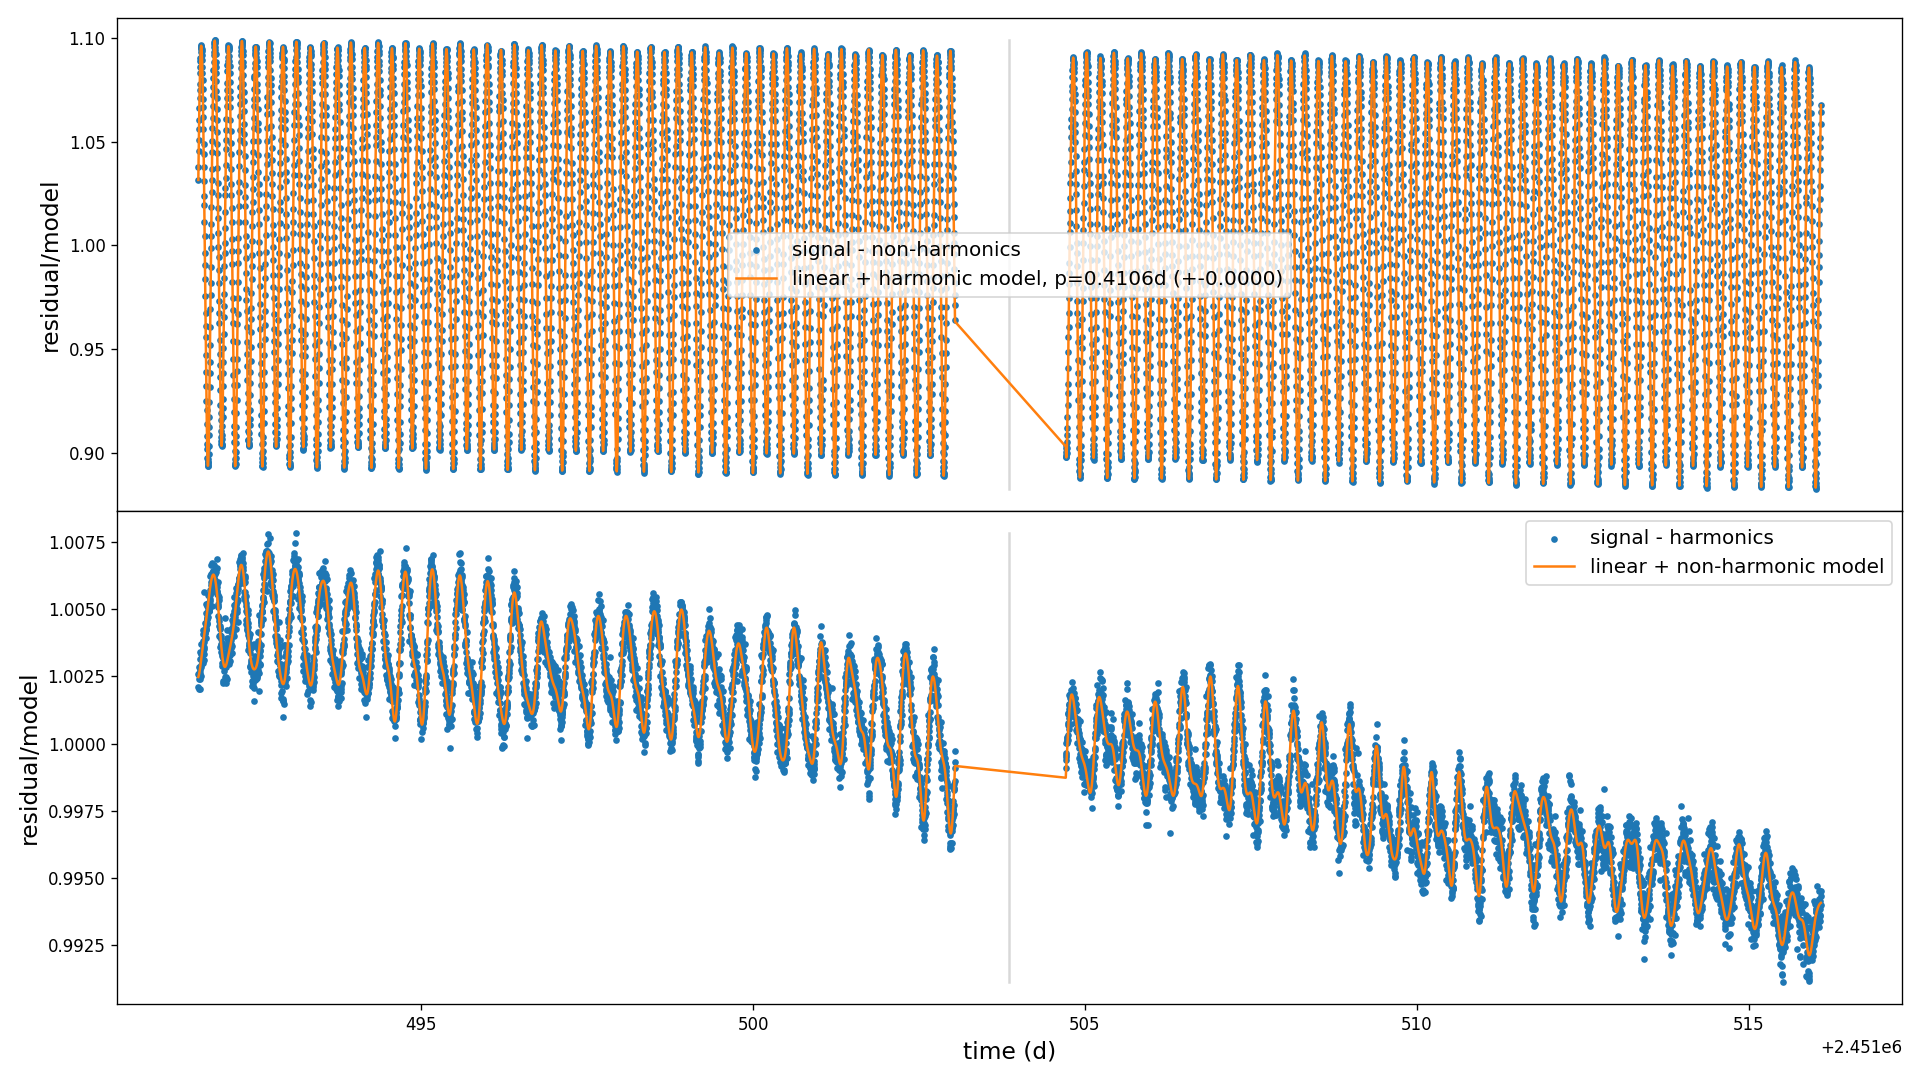 1.10
1.05
1.00
0.95
0.90
residual/model
signal - non-harmonics
linear + harmonic model, p=0.4106d (+-0.0000)
1.0075
1.0050
1.0025
1.0000
0.9975
0.9950
0.9925
residual/model
signal - harmonics
linear + non-harmonic model
495
500
505
510
515
time (d)
+2.451e6